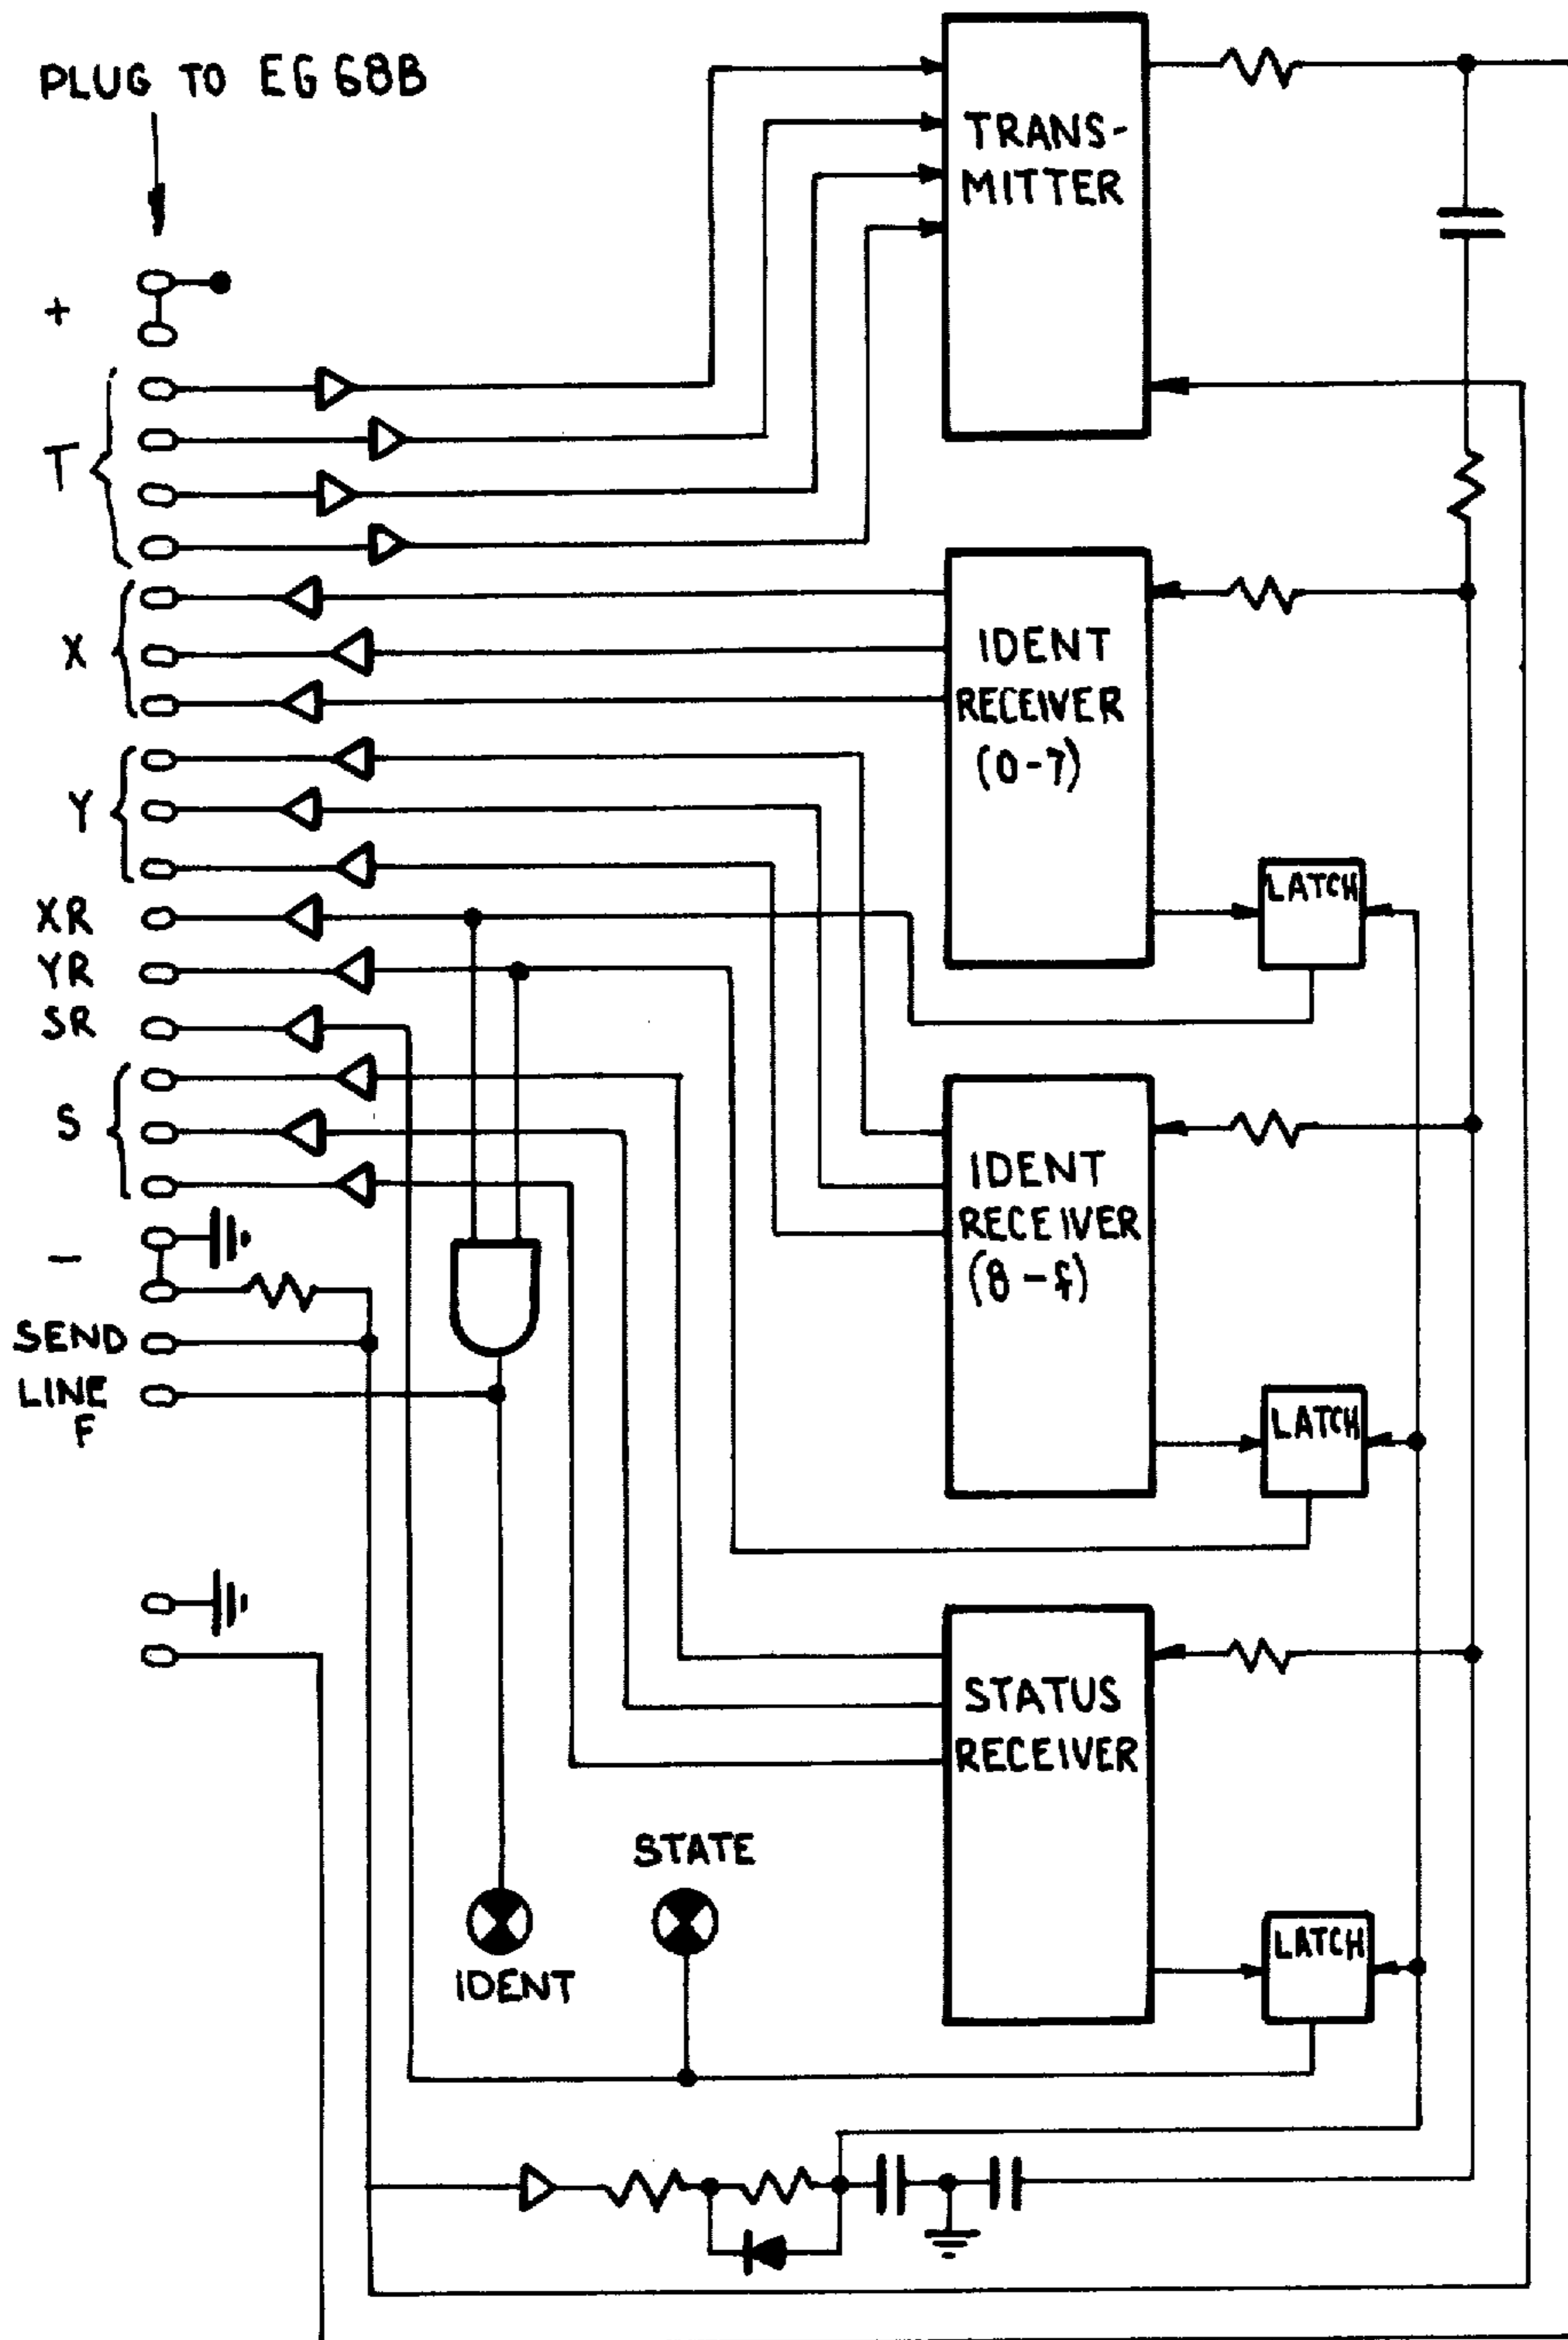 PLUG TO EG 68B
TRANS-
MITTER
+
T
X
IDENT
RECEIVER
(0-7)
Y
LATCH
XR
YR
SR
S
IDENT
RECEIVER
(8-f)
-
SEND
LINE
F
LATCH
STATUS
RECEIVER
STATE
LATCH
IDENT